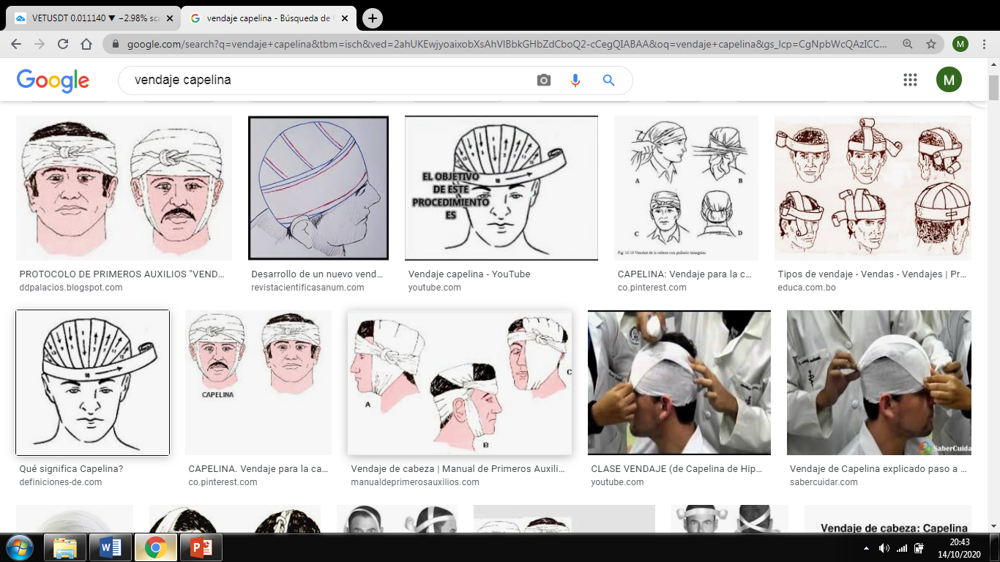 VETUSDT 0.011140 ▼ −2.98%
vendaje capelina - Búsqueda de
google.com/search?q=vendaje+capelina&tbm=isch&ved=2ahUKEwjyoaixobXsAhVIBbkGHbZdCboQ2-cCegQIABAA&oq=vendaje+capelina&gs_lcp=CgNpbWcQAzICC...
M
Google
vendaje capelina
M
EL OBJETIVO
DE ESTE
PROCEDIMIENTO
ES
A
B
C
D
PROTOCOLO DE PRIMEROS AUXILIOS "VEND...
ddpalacios.blogspot.com
Desarrollo de un nuevo vend...
revistacientificasanum.com
Vendaje capelina - YouTube
youtube.com
CAPELINA: Vendaje para la c...
co.pinterest.com
Tipos de vendaje - Vendas - Vendajes | Pr...
educa.com.bo
CAPELINA
A
B
C
SaberCuida
Qué significa Capelina?
definiciones-de.com
CAPELINA. Vendaje para la ca...
co.pinterest.com
Vendaje de cabeza | Manual de Primeros Auxili...
manualdeprimerosauxilios.com
CLASE VENDAJE (de Capelina de Hip...
youtube.com
Vendaje de Capelina explicado paso a ...
sabercuidar.com
Vendaje de cabeza: Capelina
20:43
14/10/2020